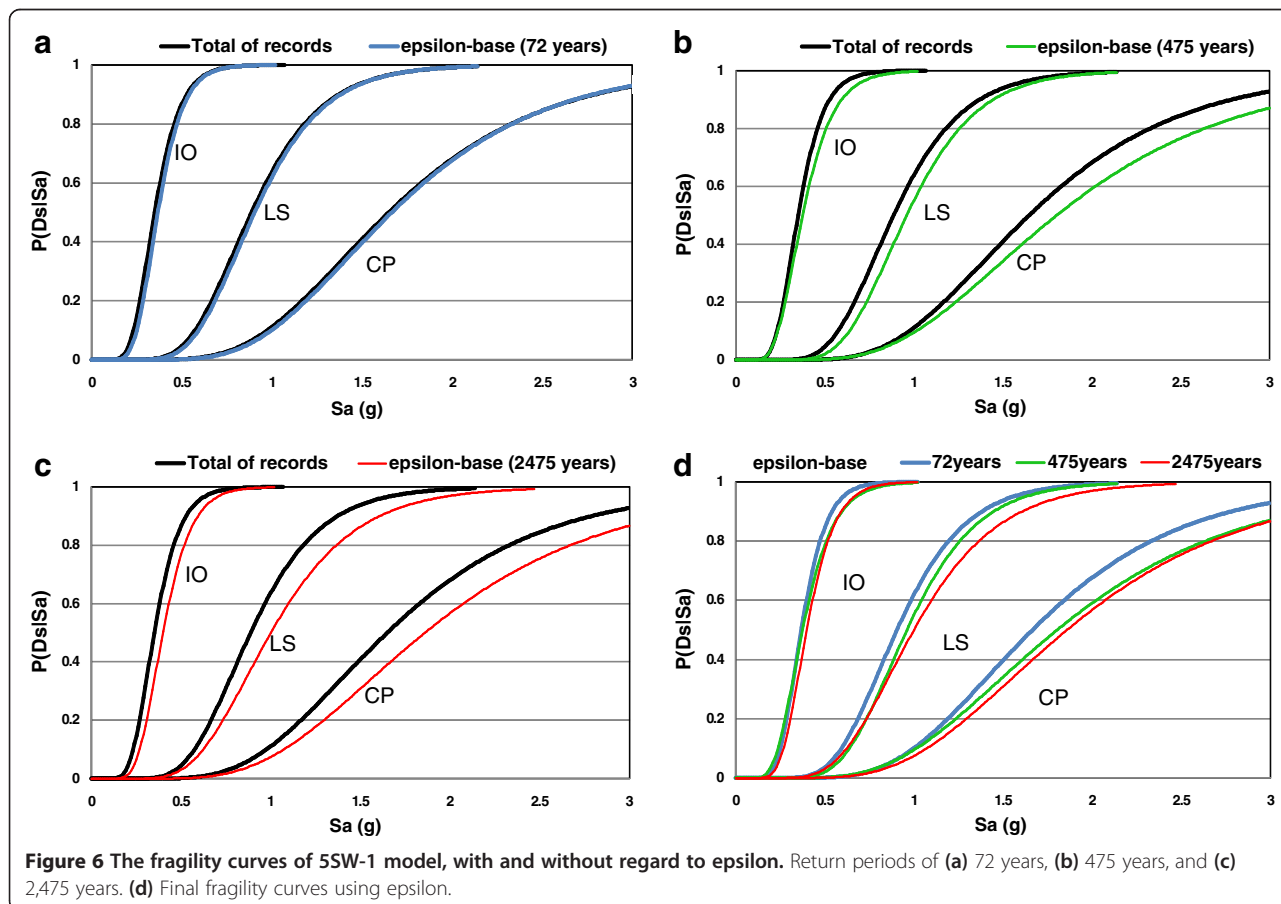 a
Total of records epsilon-base (72 years)
P(Ds|Sa)
1
0.8
0.6
0.4
0.2
0
IO
LS
CP
0 0.5 1 1.5 2 2.5 3
Sa (g)
b
Total of records epsilon-base (475 years)
P(Ds|Sa)
1
0.8
0.6
0.4
0.2
0
IO
LS
CP
0 0.5 1 1.5 2 2.5 3
Sa (g)
c
Total of records epsilon-base (2475 years)
P(Ds|Sa)
1
0.8
0.6
0.4
0.2
0
IO
LS
CP
0 0.5 1 1.5 2 2.5 3
Sa (g)
d
epsilon-base 72years 475years 2475years
P(Ds|Sa)
1
0.8
0.6
0.4
0.2
0
IO
LS
CP
0 0.5 1 1.5 2 2.5 3
Sa (g)
Figure 6 The fragility curves of 5SW-1 model, with and without regard to epsilon. Return periods of (a) 72 years, (b) 475 years, and (c)
2,475 years. (d) Final fragility curves using epsilon.